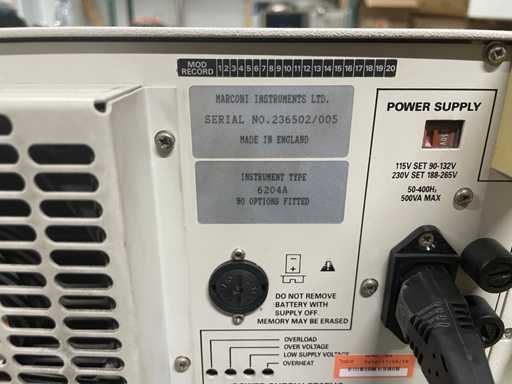 MOD RECORD 1 2 3 4 5 6 7 8 9 10 11 12 13 14 15 16 17 18 19 20
MARCONI INSTRUMENTS LTD.
SERIAL NO.236502/005
MADE IN ENGLAND
INSTRUMENT TYPE
6204A
NO OPTIONS FITTED
POWER SUPPLY
115V SET 90-132V
230V SET 188-265V
50-400Hz
500VA MAX
DO NOT REMOVE
BATTERY WITH
SUPPLY OFF.
MEMORY MAY BE ERASED
OVERLOAD
OVER VOLTAGE
LOW SUPPLY VOLTAGE
OVERHEAT